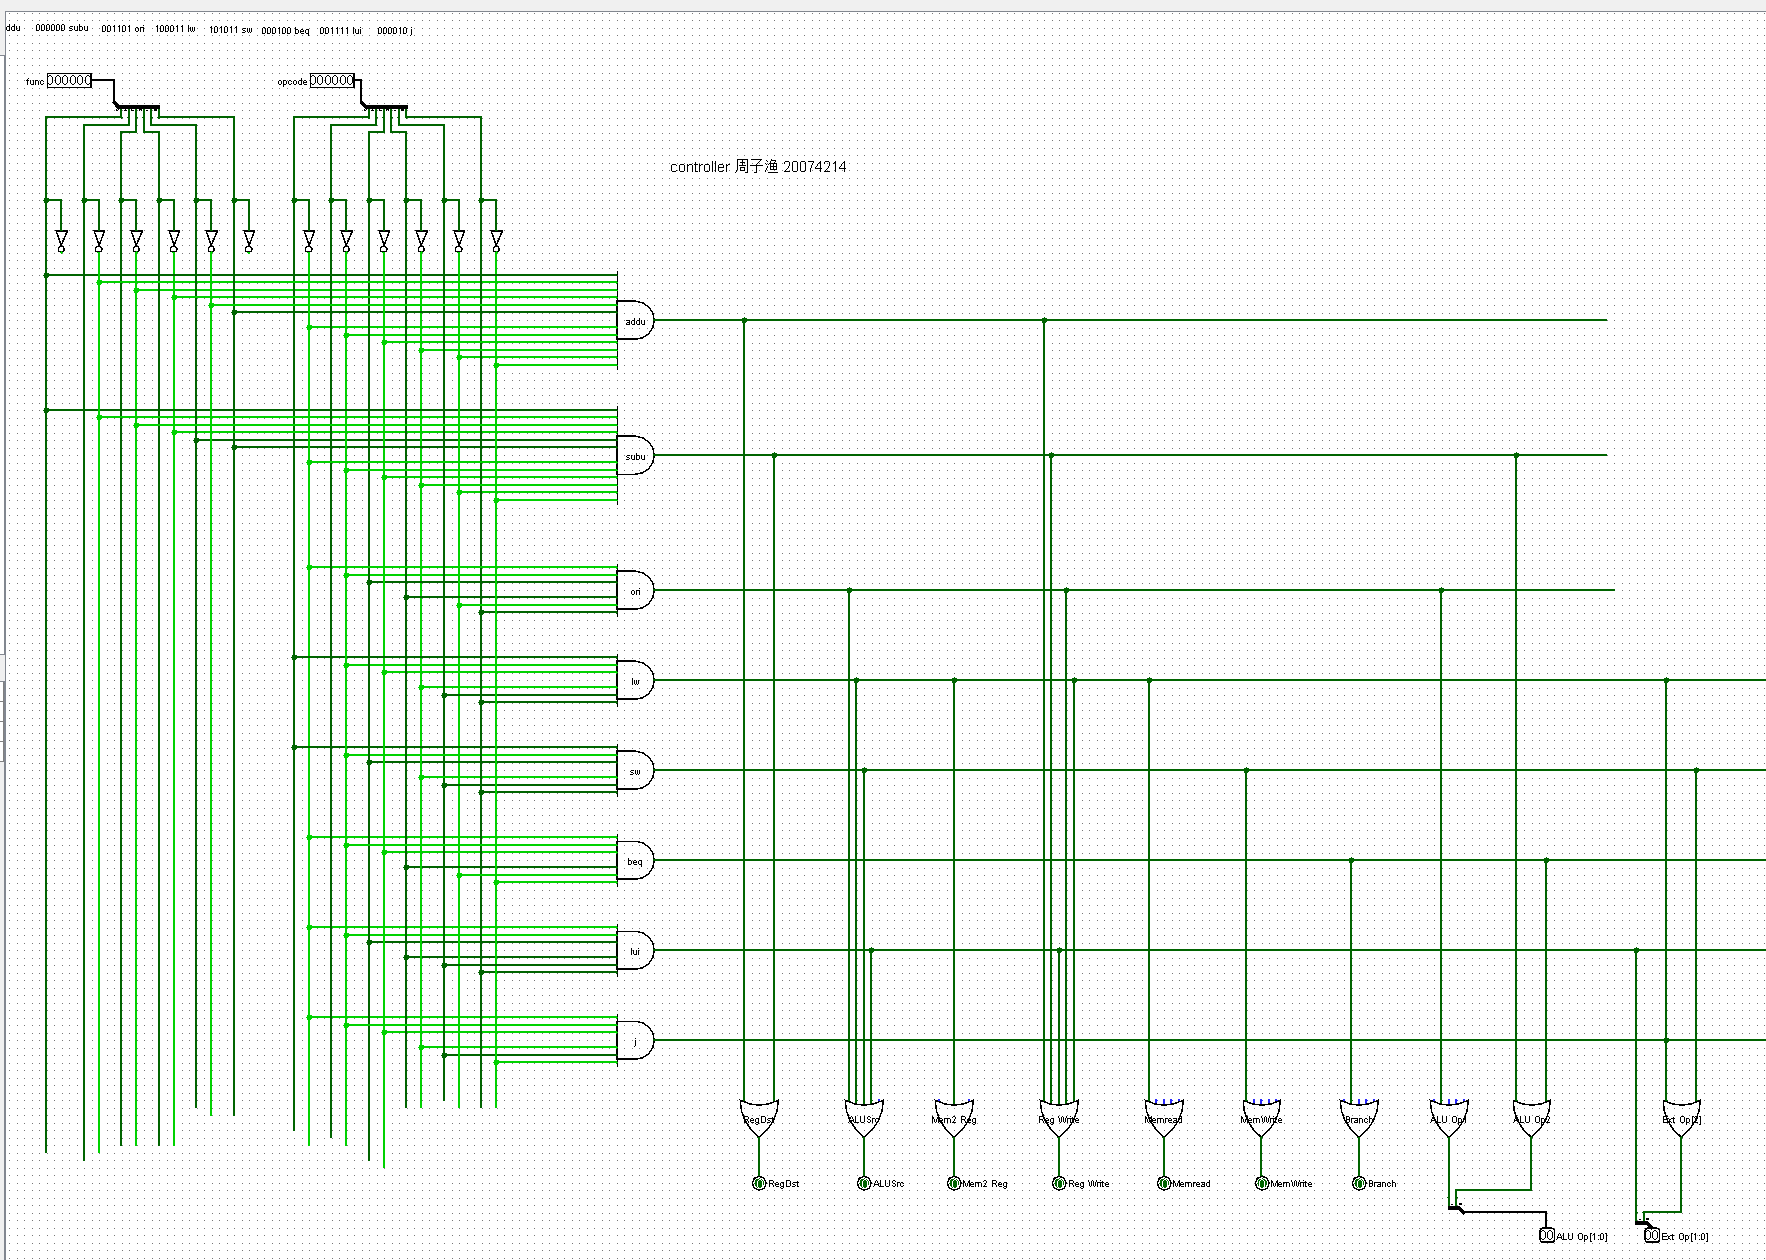 ddu 000000 subu 001101 ori 100011 lw 101011 sw 000100 beq 001111 lui 000010 j
func 000000 opcode 000000
controller 周子渔 20074214
addu
subu
ori
lw
sw
beq
lui
j
RegDst ALUSrc Mem2 Reg Reg Write Memread MemWrite Branch ALU Op1 ALU Op2 Ext Op[2]
RegDst ALUSrc Mem2 Reg Reg Write Memread MemWrite Branch
00 ALU Op[1:0] 00 Ext Op[1:0]